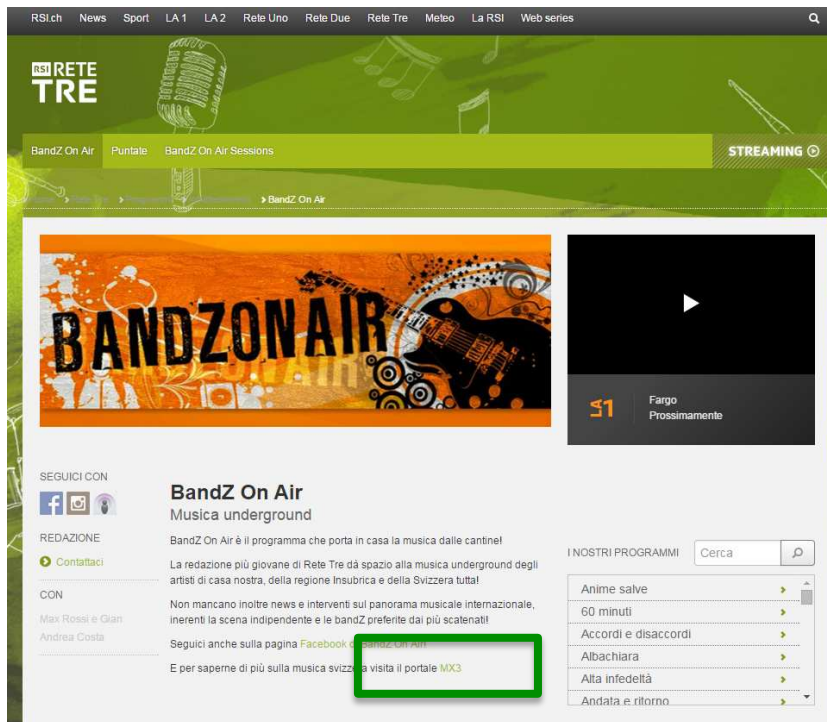 RSI.ch News Sport LA 1 LA 2 Rete Uno Rete Due Rete Tre Meteo La RSI Web series
RSI RETE
TRE
BandZ On Air Puntate BandZ On Air Sessions
STREAMING
BandZ On Air
BANDZONAIR
LA1
Fargo
Prossimamente
SEGUICI CON
REDAZIONE
Contattaci
CON
Max Rossi e Gian
Andrea Costa
BandZ On Air
Musica underground
BandZ On Air è il programma che porta in casa la musica dalle cantine!
La redazione più giovane di Rete Tre dà spazio alla musica underground degli
artisti di casa nostra, della regione Insubrica e della Svizzera tutta!
Non mancano inoltre news e interventi sul panorama musicale internazionale,
inerenti la scena indipendente e le bandZ preferite dai più scatenati!
Seguici anche sulla pagina Facebook BandZ On Air!
E per saperne di più sulla musica visita il portale MX3
I NOSTRI PROGRAMMI
Cerca
Anime salve
60 minuti
Accordi e disaccordi
Albachiara
Alta infedeltà
Andata e ritorno